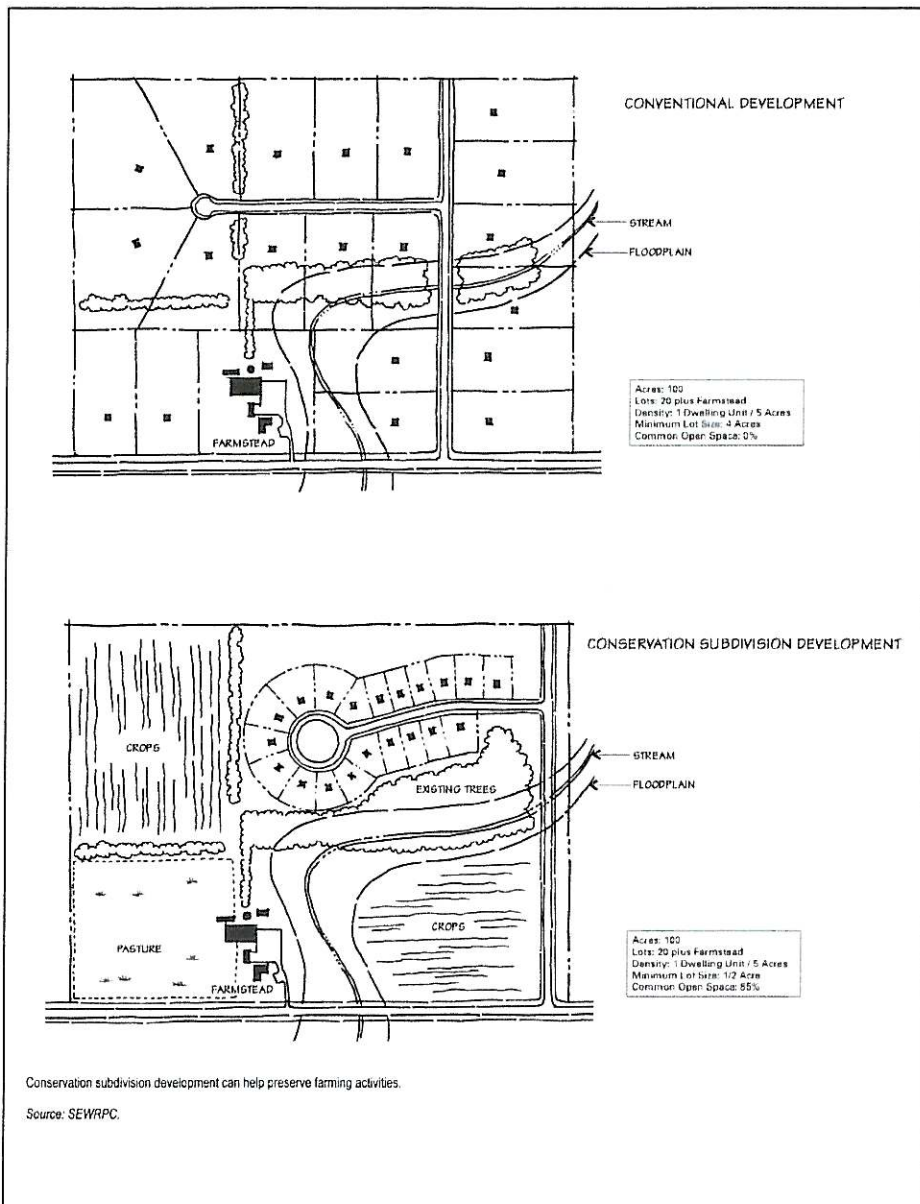 CONVENTIONAL DEVELOPMENT
STREAM
FLOODPLAIN
Acres: 100
Lots: 20 plus Farmstead
Density: 1 Dwelling Unit / 5 Acres
Minimum Lot Size: 4 Acres
Common Open Space: 0%
FARMSTEAD
CONSERVATION SUBDIVISION DEVELOPMENT
CROPS
STREAM
EXISTING TREES
FLOODPLAIN
CROPS
PASTURE
FARMSTEAD
Acres: 100
Lots: 20 plus Farmstead
Density: 1 Dwelling Unit / 5 Acres
Minimum Lot Size: 1/2 Acre
Common Open Space: 85%
Conservation subdivision development can help preserve farming activities.
Source: SEWRPC.